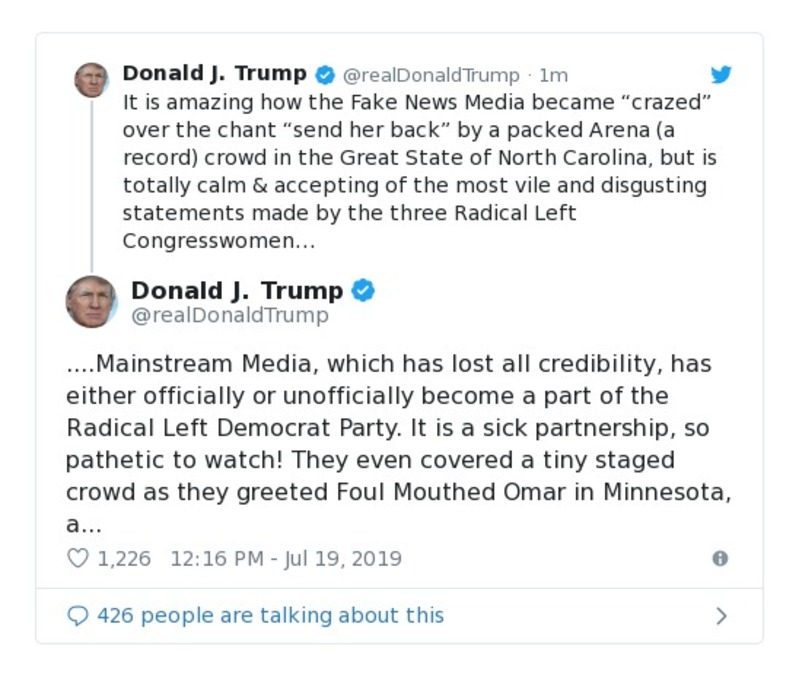 Donald J. Trump @realDonaldTrump · 1m
It is amazing how the Fake News Media became “crazed”
over the chant “send her back” by a packed Arena (a
record) crowd in the Great State of North Carolina, but is
totally calm & accepting of the most vile and disgusting
statements made by the three Radical Left
Congresswomen…
Donald J. Trump
@realDonaldTrump
....Mainstream Media, which has lost all credibility, has
either officially or unofficially become a part of the
Radical Left Democrat Party. It is a sick partnership, so
pathetic to watch! They even covered a tiny staged
crowd as they greeted Foul Mouthed Omar in Minnesota,
a…
1,226 12:16 PM - Jul 19, 2019
426 people are talking about this